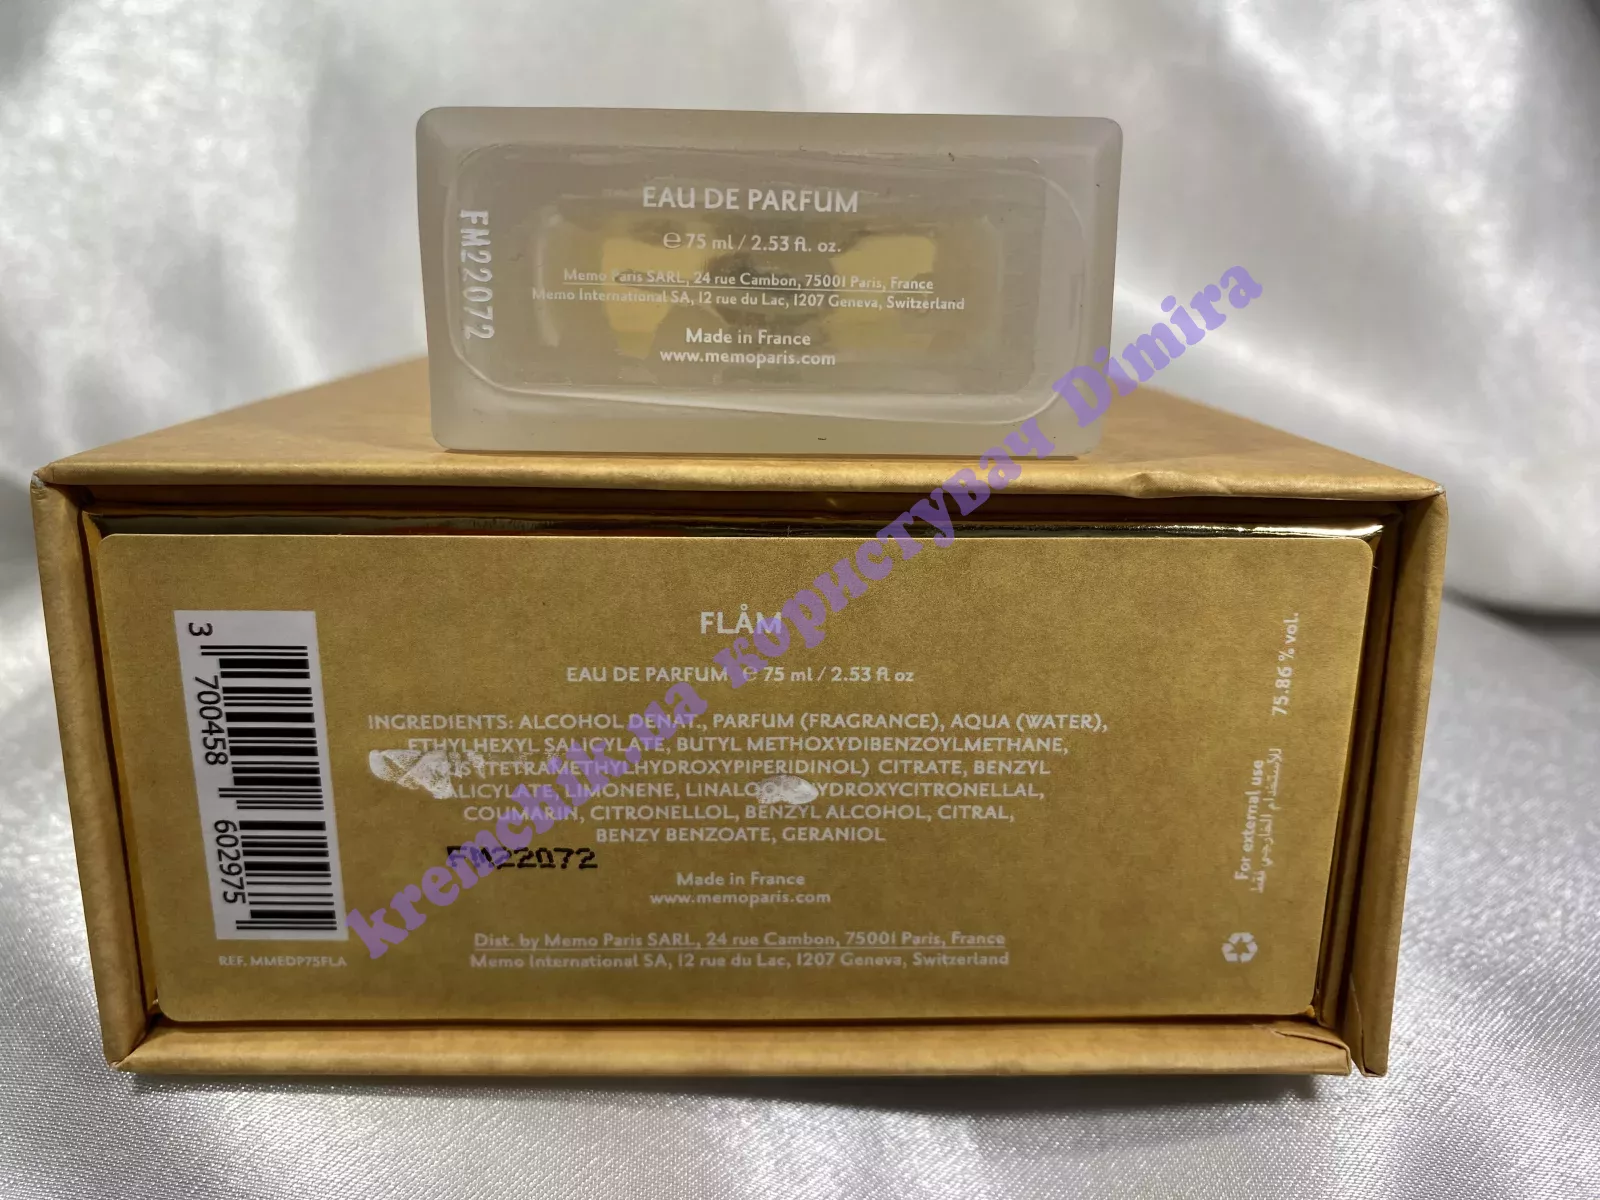 EAU DE PARFUM
℮ 75 ml / 2.53 fl. oz.
Memo Paris SARL, 24 rue Cambon, 75001 Paris, France
Memo International SA, 12 rue du Lac, 1207 Geneva, Switzerland
Made in France
www.memoparis.com
FM22072
FLÅM
EAU DE PARFUM ℮ 75 ml / 2.53 fl oz
INGREDIENTS: ALCOHOL DENAT., PARFUM (FRAGRANCE), AQUA (WATER),
ETHYLHEXYL SALICYLATE, BUTYL METHOXYDIBENZOYLMETHANE,
(TETRAMETHYLHYDROXYPIPERIDINOL) CITRATE, BENZYL
LIMONENE,
COUMARIN, CITRONELLOL, BENZYL ALCOHOL, CITRAL,
BENZY BENZOATE, GERANIOL
FM22072
Made in France
www.memoparis.com
Dist. by Memo Paris SARL, 24 rue Cambon, 75001 Paris, France
Memo International SA, 12 rue du Lac, 1207 Geneva, Switzerland
3 700458 602975
REF. MMEDP75FLA
75.86 % vol.
For external use
للاستخدام الخارجي فقط
kremchik.ua користувач Dimira